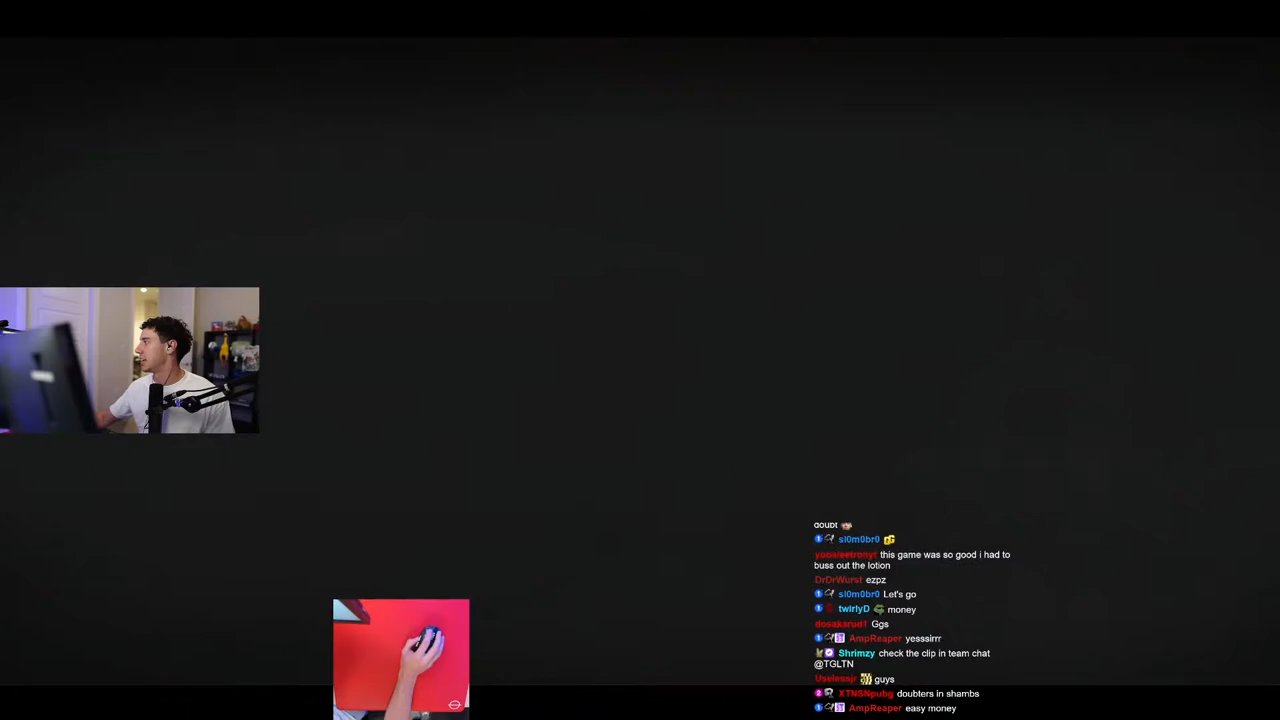 doubt
sl0m0br0
this game was so good i had to
buss out the lotion
DrDrWurst ezpz
sl0m0br0 Let's go
twirlyD money
Ggs
AmpReaper yesssirrr
Shrimzy check the clip in team chat
@TGLTN
Uselessjr guys
XTNSNpubg doubters in shambs
AmpReaper easy money